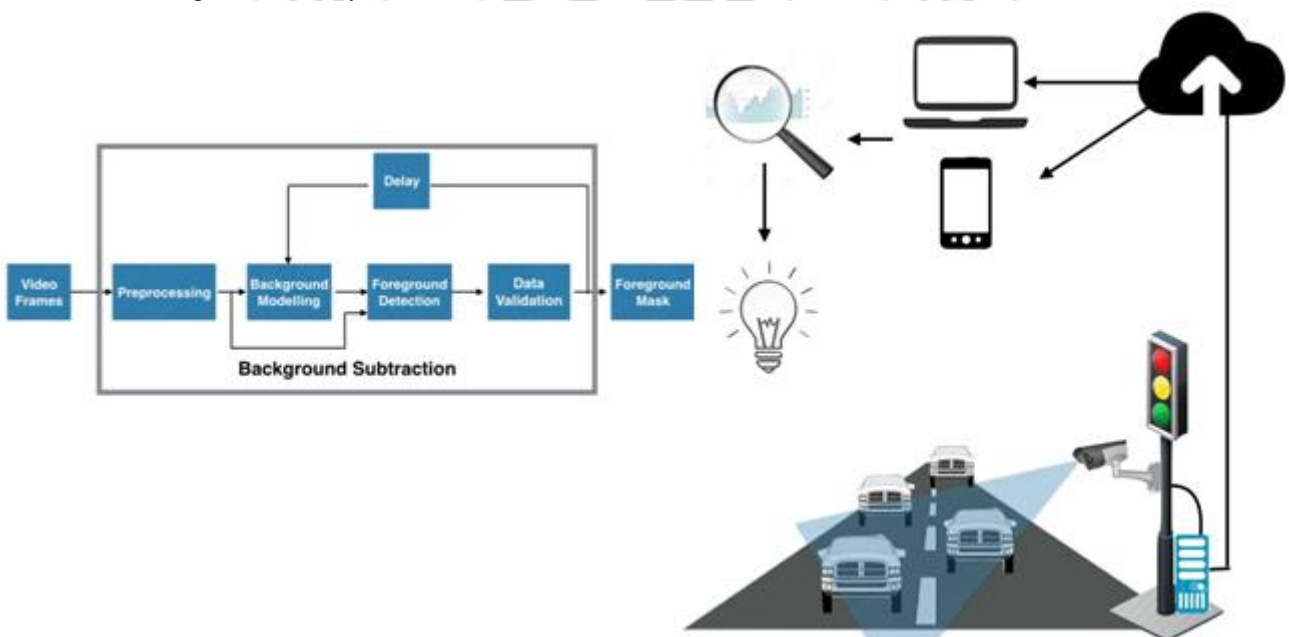 Delay
Video
Frames
Preprocessing
Background
Modelling
Foreground
Detection
Data
Validation
Foreground
Mask
Background Subtraction